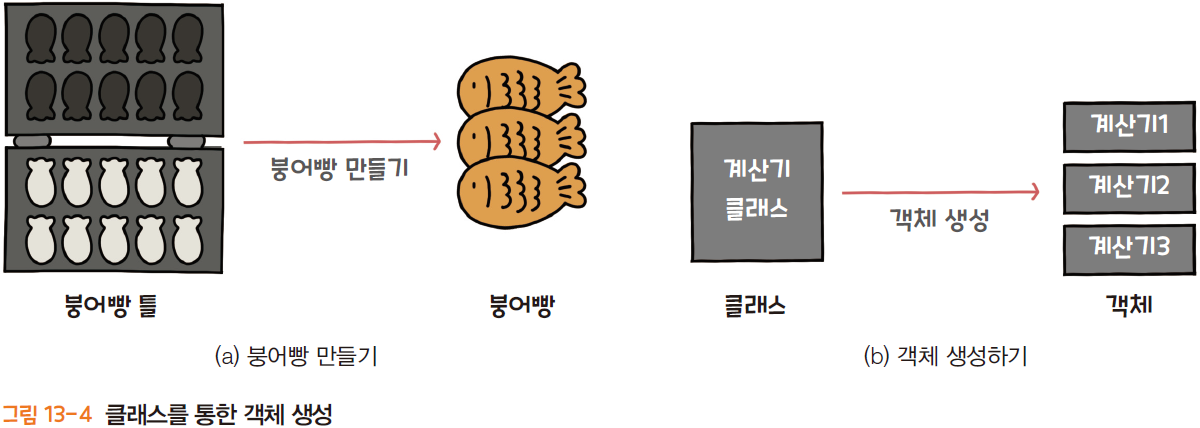 붕어빵 만들기
붕어빵 틀
붕어빵
(a) 붕어빵 만들기
계산기
클래스
객체 생성
계산기1
계산기2
계산기3
클래스
객체
(b) 객체 생성하기
그림 13-4 클래스를 통한 객체 생성